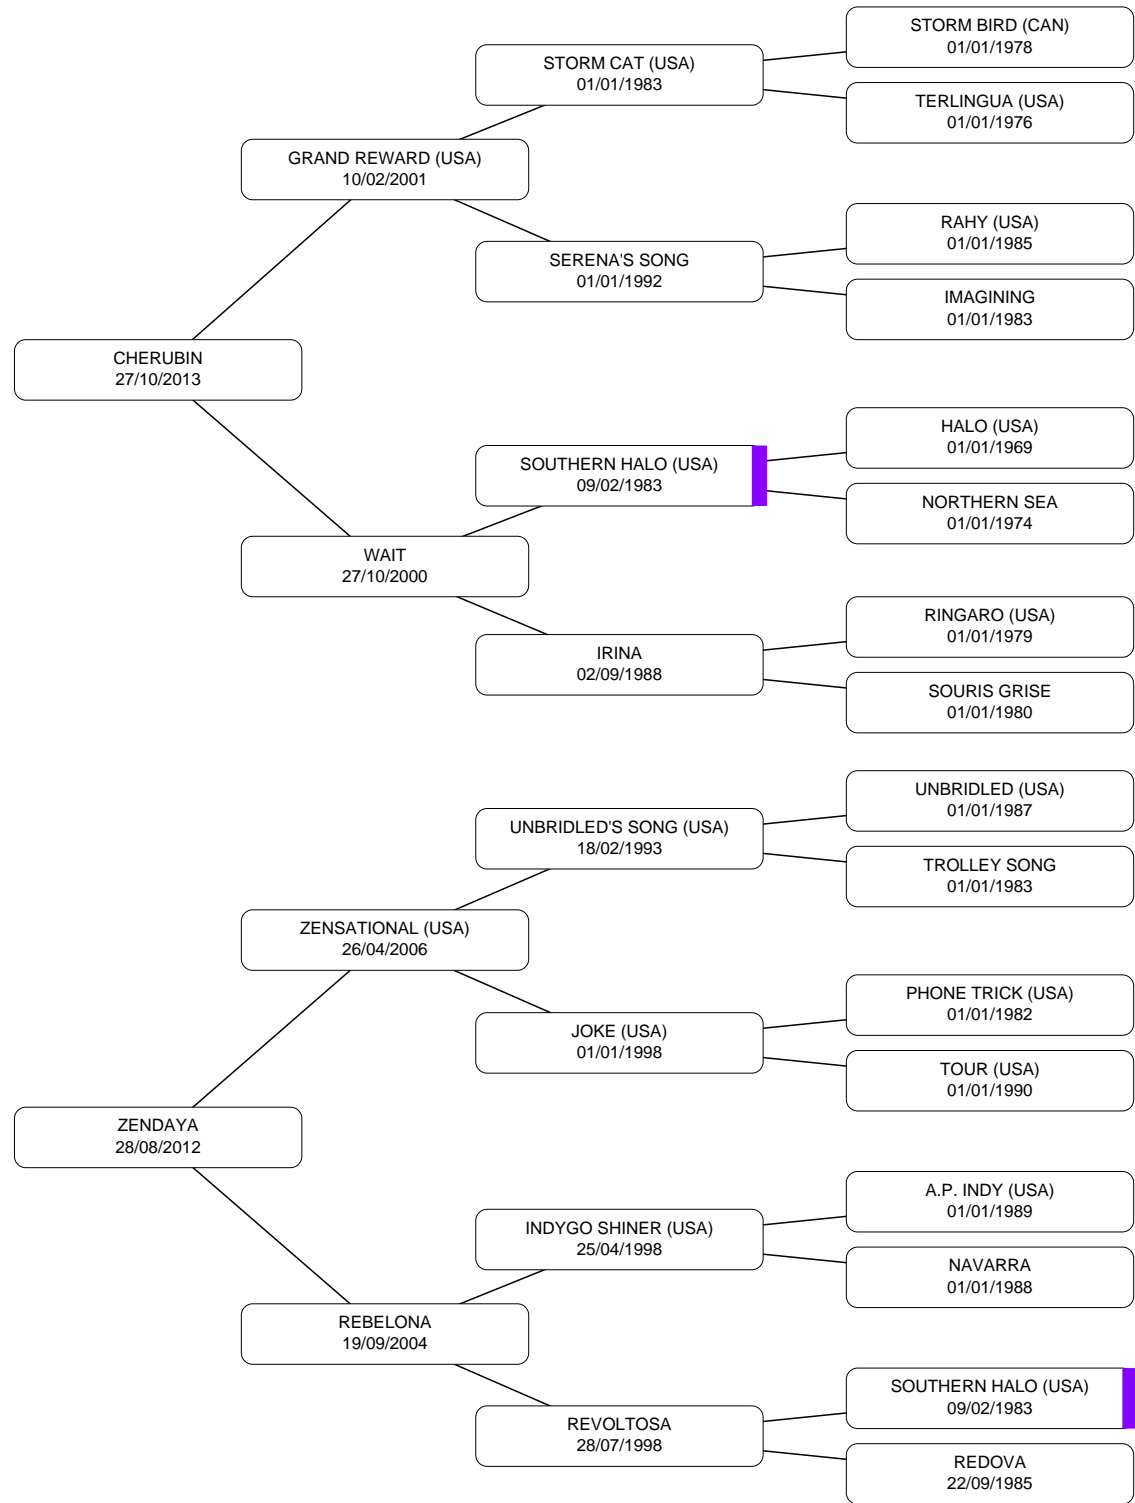 STORM BIRD (CAN)
01/01/1978
STORM CAT (USA)
01/01/1983
TERLINGUA (USA)
01/01/1976
GRAND REWARD (USA)
10/02/2001
RAHY (USA)
01/01/1985
SERENA'S SONG
01/01/1992
IMAGINING
01/01/1983
CHERUBIN
27/10/2013
HALO (USA)
01/01/1969
SOUTHERN HALO (USA)
09/02/1983
NORTHERN SEA
01/01/1974
WAIT
27/10/2000
RINGARO (USA)
01/01/1979
IRINA
02/09/1988
SOURIS GRISE
01/01/1980
UNBRIDLED (USA)
01/01/1987
UNBRIDLED'S SONG (USA)
18/02/1993
TROLLEY SONG
01/01/1983
ZENSATIONAL (USA)
26/04/2006
PHONE TRICK (USA)
01/01/1982
JOKE (USA)
01/01/1998
TOUR (USA)
01/01/1990
ZENDAYA
28/08/2012
A.P. INDY (USA)
01/01/1989
INDYGO SHINER (USA)
25/04/1998
NAVARRA
01/01/1988
REBELONA
19/09/2004
SOUTHERN HALO (USA)
09/02/1983
REVOLTOSA
28/07/1998
REDOVA
22/09/1985